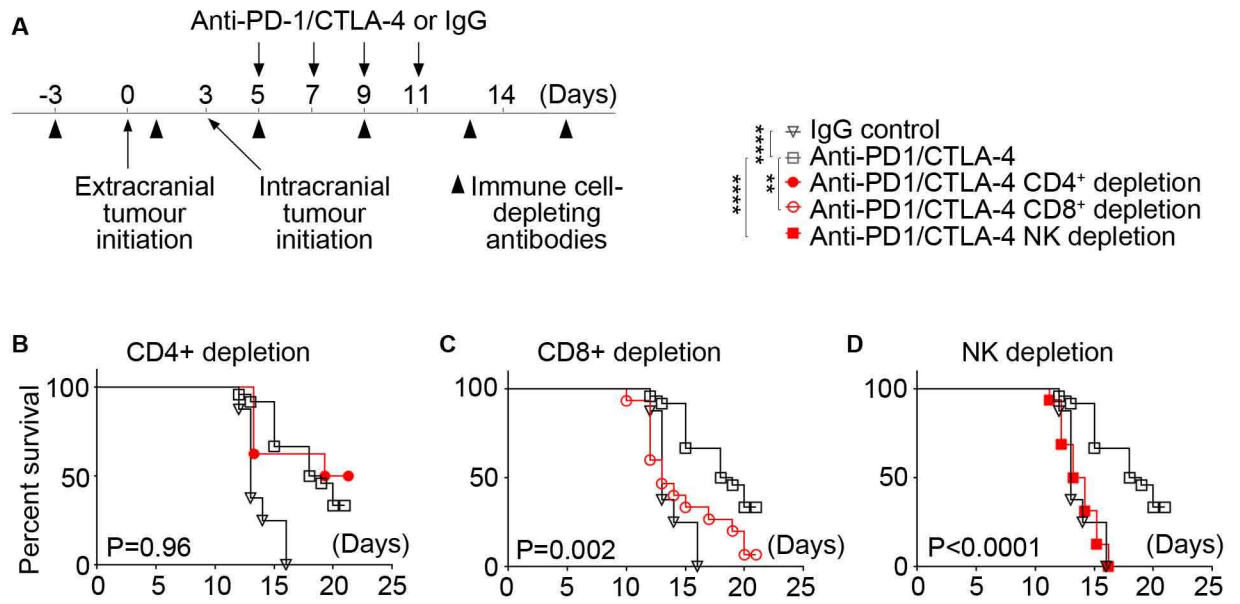 A
Anti-PD-1/CTLA-4 or IgG
-3 0 3 5 7 9 11 14 (Days)
Extracranial
tumour
initiation
Intracranial
tumour
initiation
Immune cell-
depleting
antibodies
IgG control
Anti-PD1/CTLA-4
Anti-PD1/CTLA-4 CD4⁺ depletion
Anti-PD1/CTLA-4 CD8⁺ depletion
Anti-PD1/CTLA-4 NK depletion
****
**
****
B
CD4+ depletion
Percent survival
100
50
0
P=0.96
(Days)
0 5 10 15 20 25
C
CD8+ depletion
100
50
0
P=0.002
(Days)
0 5 10 15 20 25
D
NK depletion
100
50
0
P<0.0001
(Days)
0 5 10 15 20 25